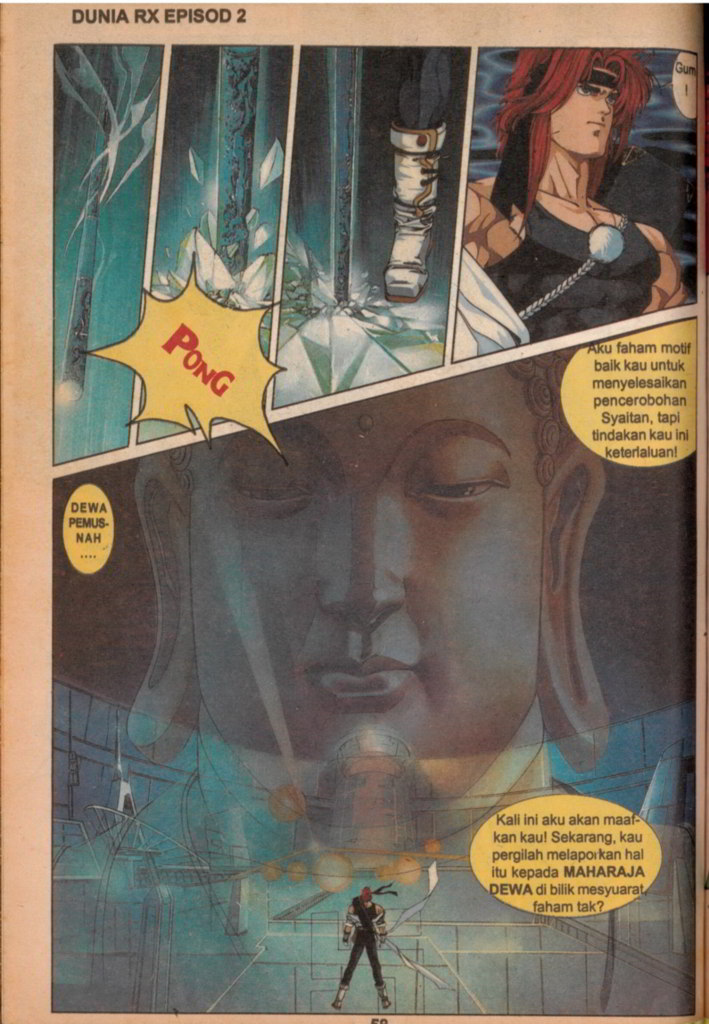 DUNIA RX EPISOD 2
Gum
!
PONG
Aku faham motif
baik kau untuk
menyelesaikan
pencerobohan
Syaitan, tapi
tindakan kau ini
keterlaluan!
DEWA
PEMUS-
NAH
....
Kali ini aku akan maaf-
kan kau! Sekarang, kau
pergilah melaporkan hal
itu kepada MAHARAJA
DEWA di bilik mesyuarat,
faham tak?